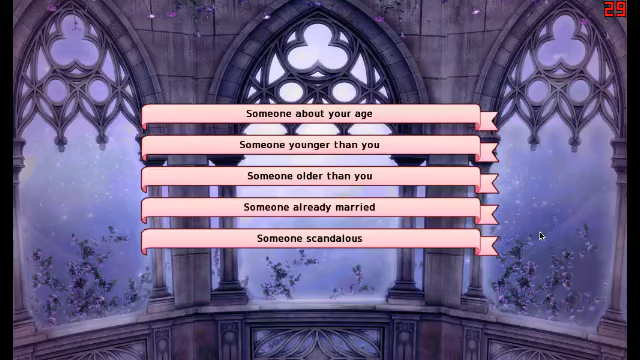 29
Someone about your age
Someone younger than you
Someone older than you
Someone already married
Someone scandalous